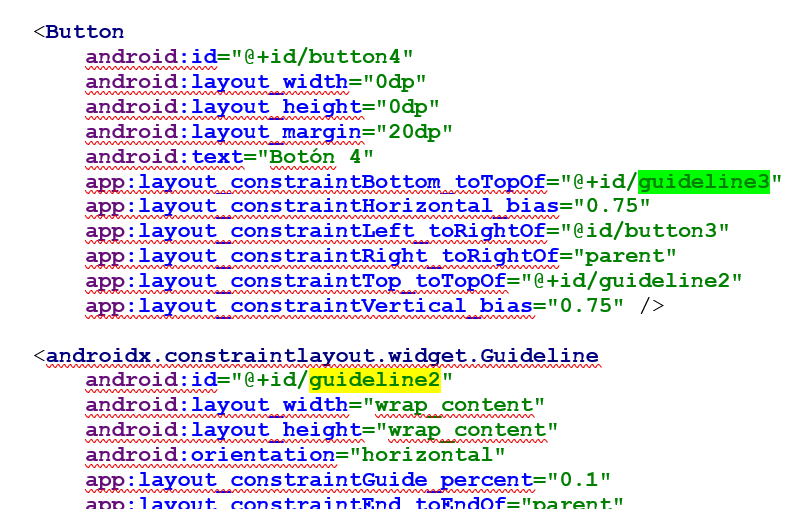 <Button
android:id="@+id/button4"
android:layout_width="0dp"
android:layout_height="0dp"
android:layout_margin="20dp"
android:text="Botón 4"
app:layout_constraintBottom_toTopOf="@+id/guideline3"
app:layout_constraintHorizontal_bias="0.75"
app:layout_constraintLeft_toRightOf="@id/button3"
app:layout_constraintRight_toRightOf="parent"
app:layout_constraintTop_toTopOf="@+id/guideline2"
app:layout_constraintVertical_bias="0.75" />
<androidx.constraintlayout.widget.Guideline
android:id="@+id/guideline2"
android:layout_width="wrap_content"
android:layout_height="wrap_content"
android:orientation="horizontal"
app:layout_constraintGuide_percent="0.1"
app:layout_constraintEnd_toEndOf="parent"